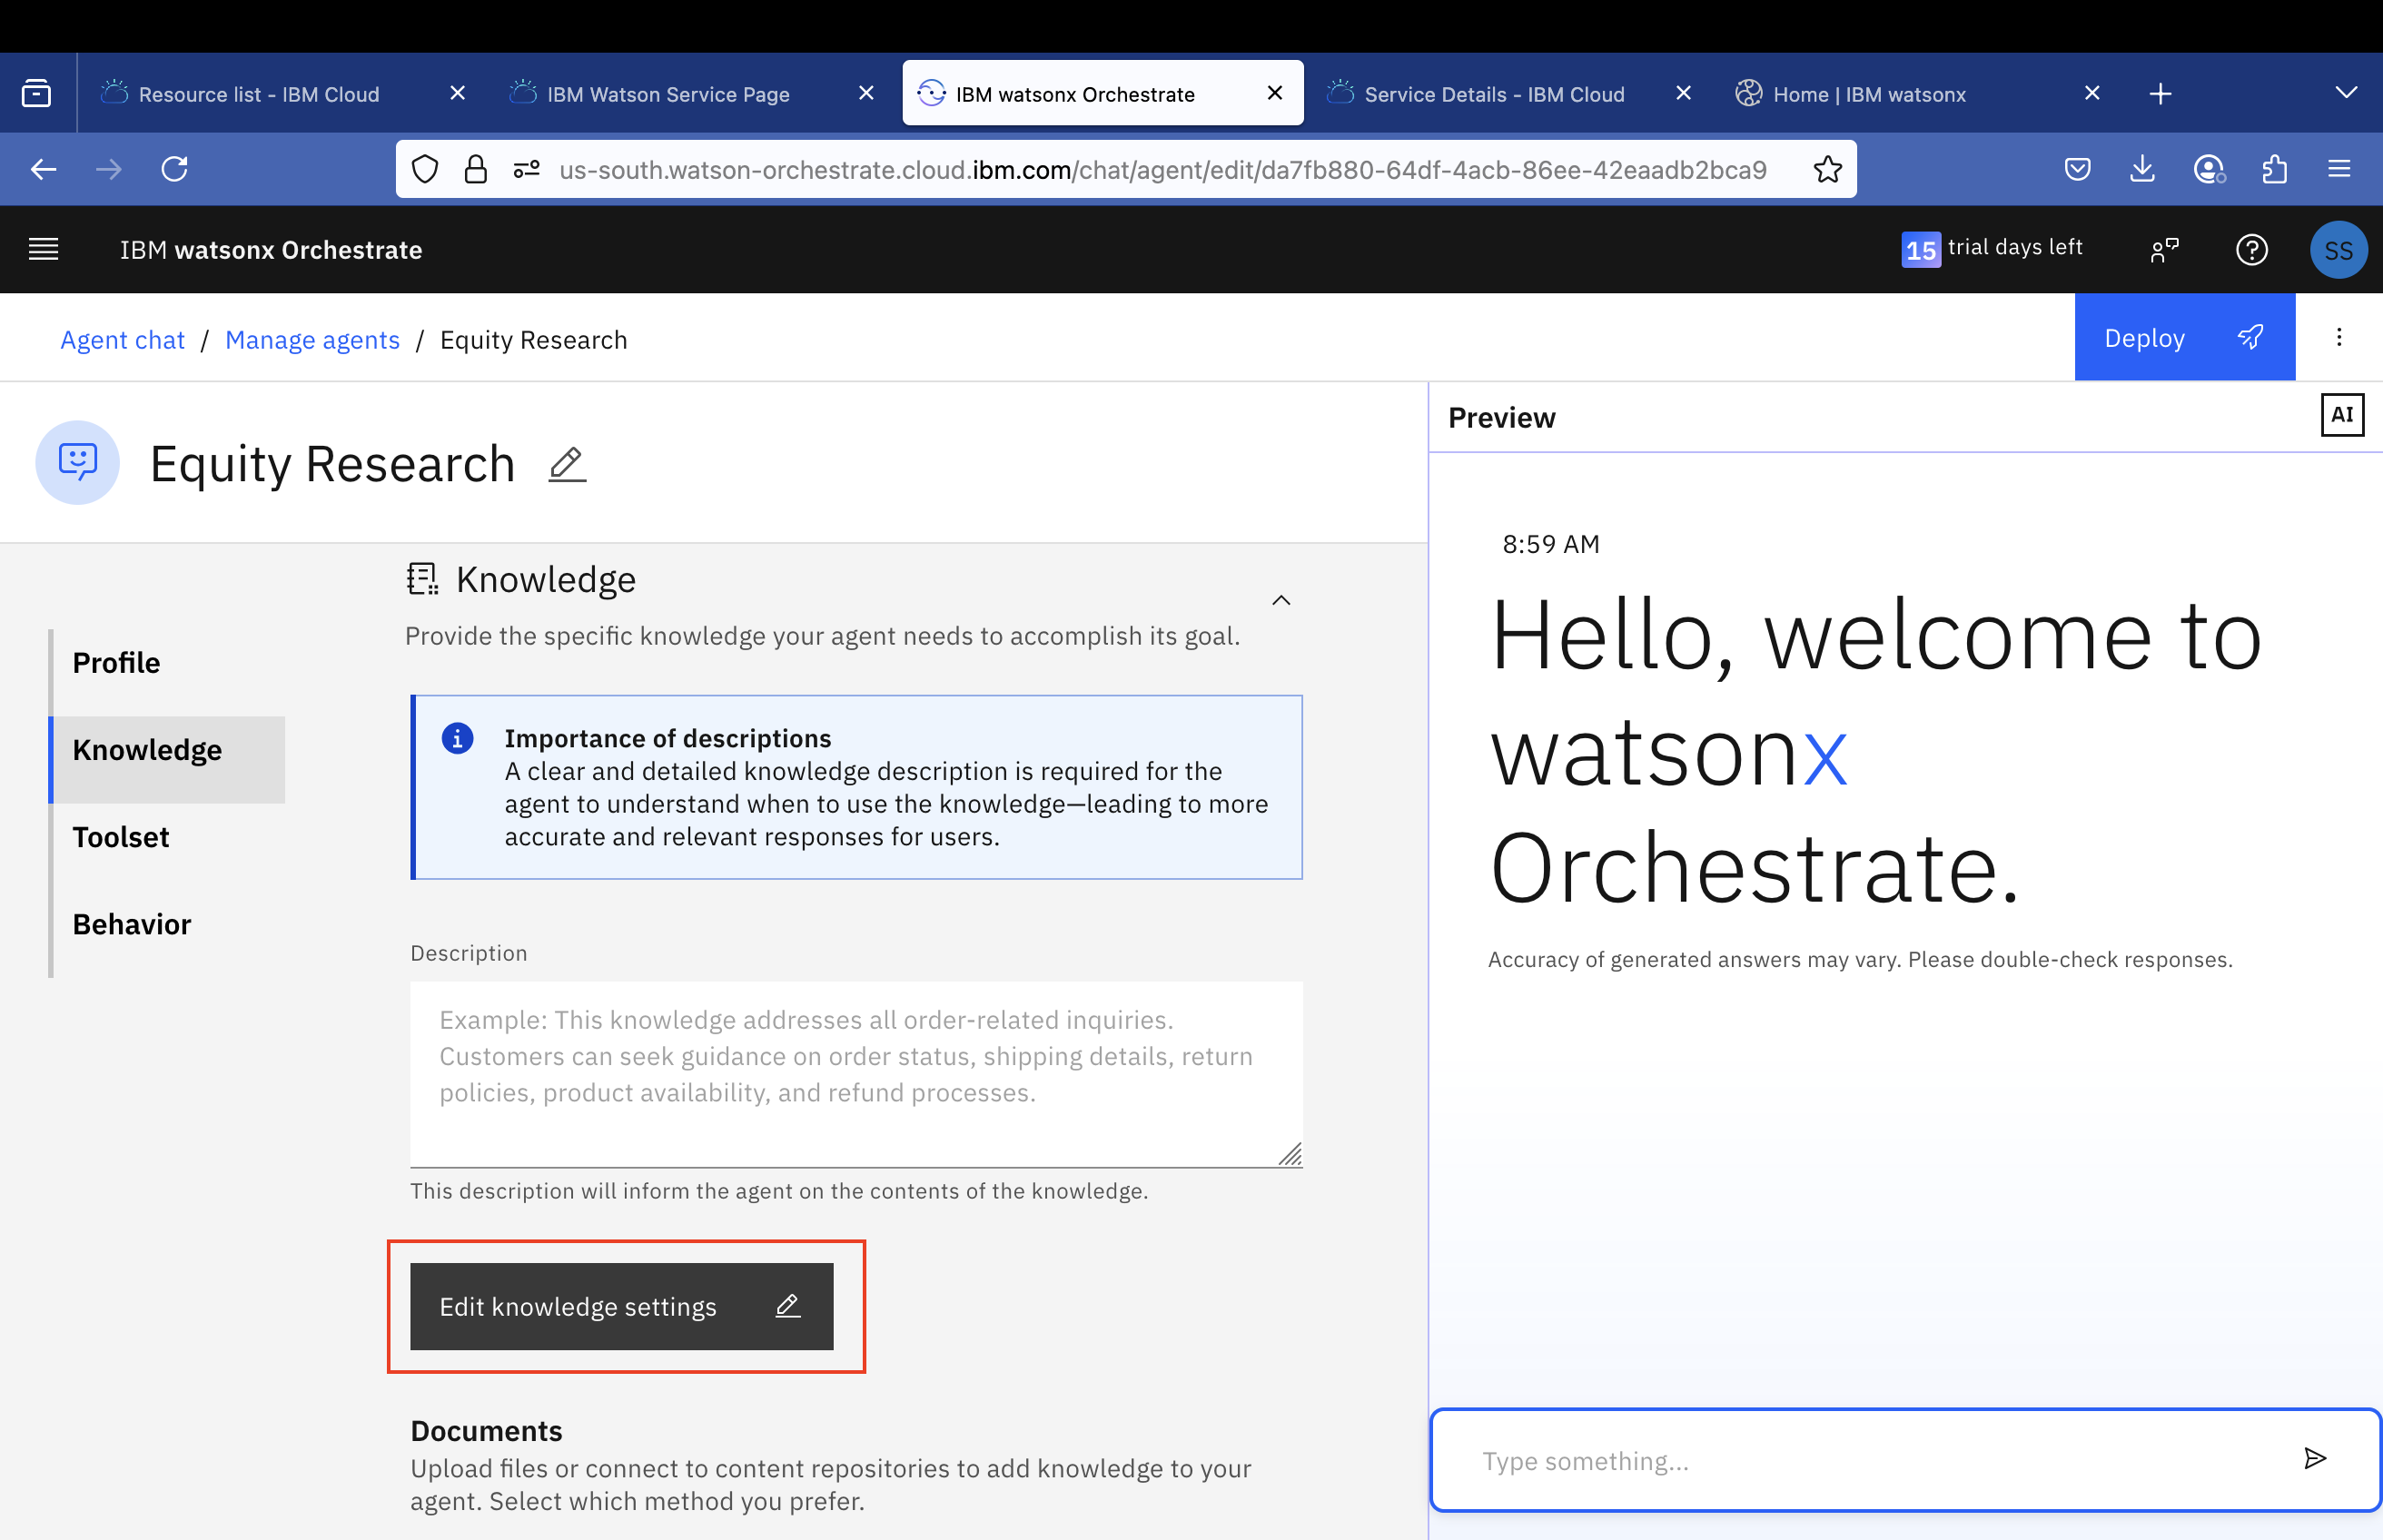 Resource list - IBM Cloud
IBM Watson Service Page
IBM watsonx Orchestrate
Service Details - IBM Cloud
Home | IBM watsonx
us-south.watson-orchestrate.cloud.ibm.com/chat/agent/edit/da7fb880-64df-4acb-86ee-42eaadb2bca9
IBM watsonx Orchestrate
15 trial days left
SS
Agent chat / Manage agents / Equity Research
Deploy
Equity Research
Profile
Knowledge
Toolset
Behavior
Knowledge
Provide the specific knowledge your agent needs to accomplish its goal.
Importance of descriptions
A clear and detailed knowledge description is required for the
agent to understand when to use the knowledge—leading to more
accurate and relevant responses for users.
Description
Example: This knowledge addresses all order-related inquiries.
Customers can seek guidance on order status, shipping details, return
policies, product availability, and refund processes.
This description will inform the agent on the contents of the knowledge.
Edit knowledge settings
Documents
Upload files or connect to content repositories to add knowledge to your
agent. Select which method you prefer.
Preview
AI
8:59 AM
Hello, welcome to
watsonx
Orchestrate.
Accuracy of generated answers may vary. Please double-check responses.
Type something...